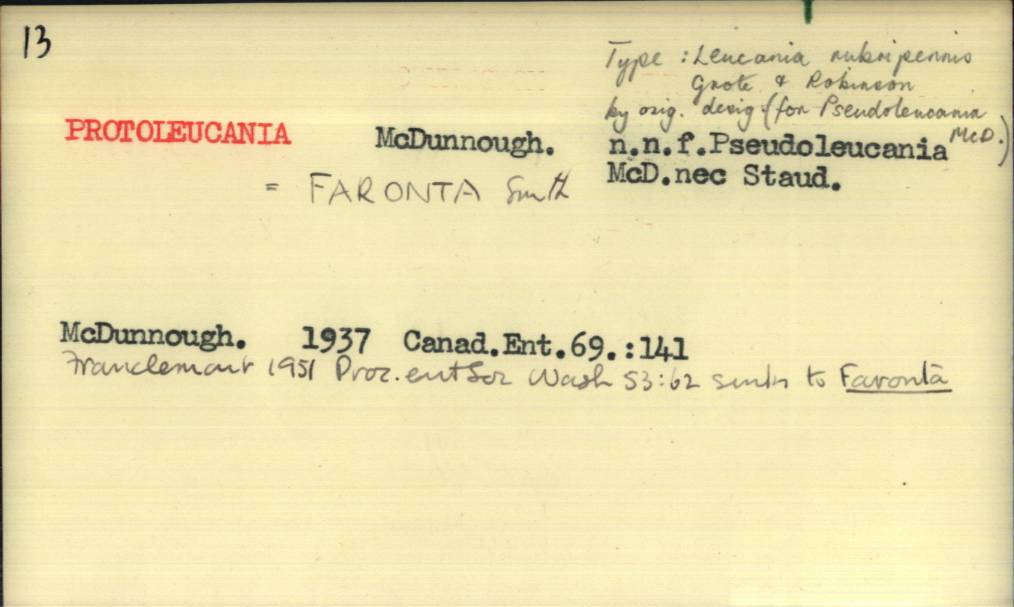 13
Type : Leucania rubripennis
Grote & Robinson
by orig. desig. (for Pseudoleucania McD.)
PROTOLEUCANIA McDunnough. n.n.f.Pseudoleucania
McD.nec Staud.
= FARONTA Smith
McDunnough. 1937 Canad.Ent.69.:141
Franclemont 1951 Proc. ent Soc Wash 53:62 sinks to Faronta